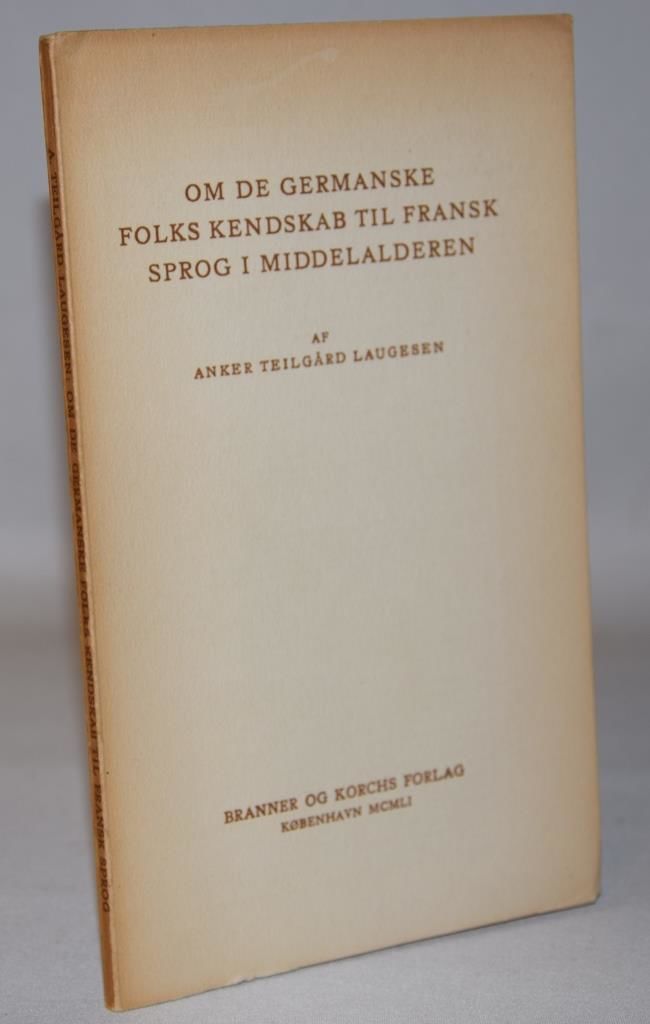 OM DE GERMANSKE
FOLKS KENDSKAB TIL FRANSK
SPROG I MIDDELALDEREN
AF
ANKER TEILGÅRD LAUGESEN
BRANNER OG KORCHS FORLAG
KØBENHAVN MCMLI
A. TEILGÅRD LAUGESEN: OM DE GERMANSKE FOLKS KENDSKAB TIL FRANSK SPROG